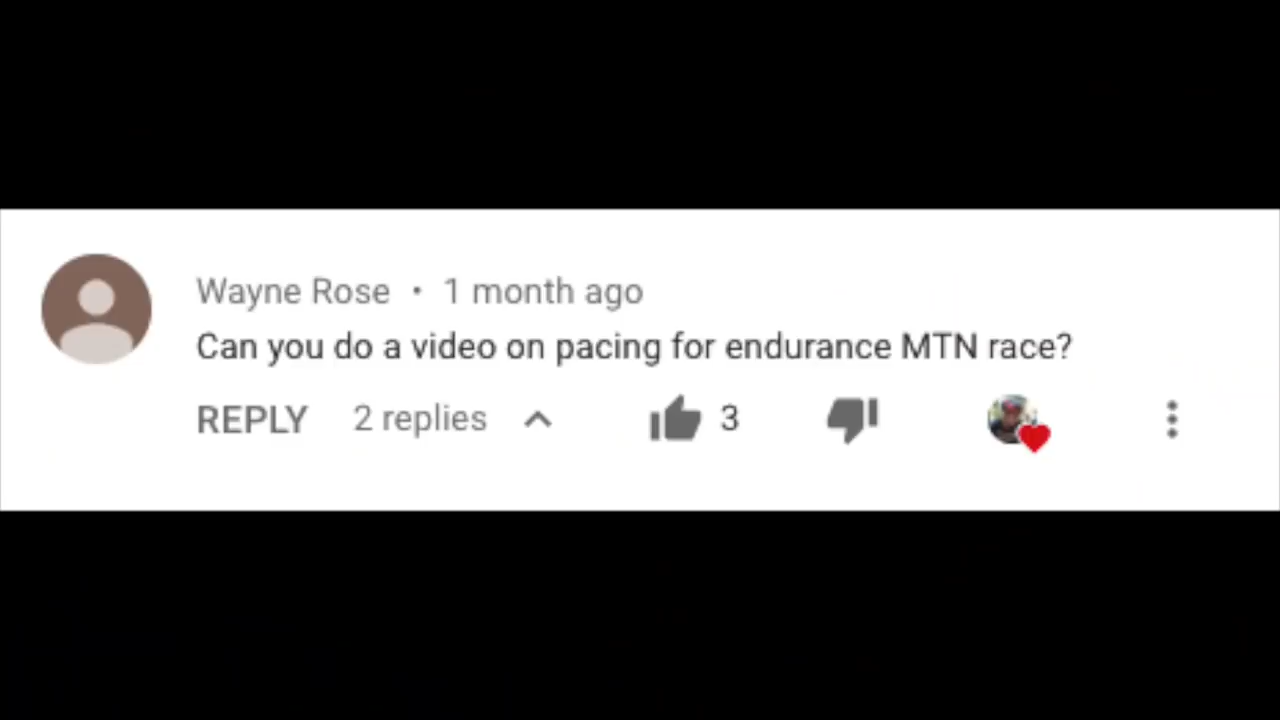 Wayne Rose • 1 month ago
Can you do a video on pacing for endurance MTN race?
REPLY 2 replies 3